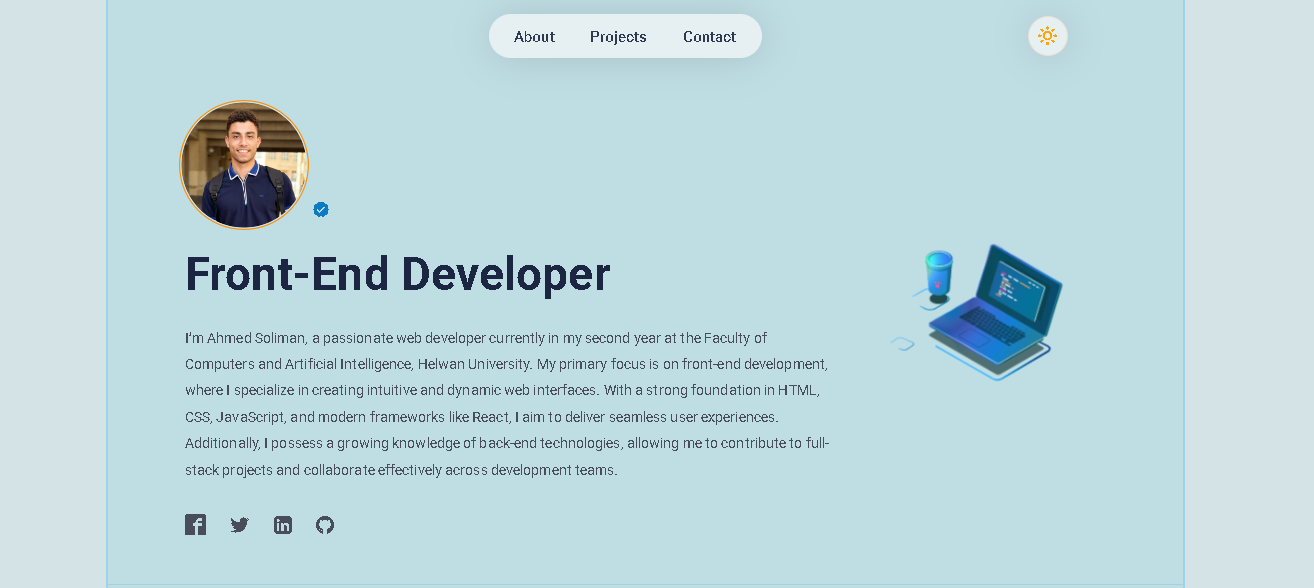 About Projects Contact
Front-End Developer
I'm Ahmed Soliman, a passionate web developer currently in my second year at the Faculty of
Computers and Artificial Intelligence, Helwan University. My primary focus is on front-end development,
where I specialize in creating intuitive and dynamic web interfaces. With a strong foundation in HTML,
CSS, JavaScript, and modern frameworks like React, I aim to deliver seamless user experiences.
Additionally, I possess a growing knowledge of back-end technologies, allowing me to contribute to full-
stack projects and collaborate effectively across development teams.